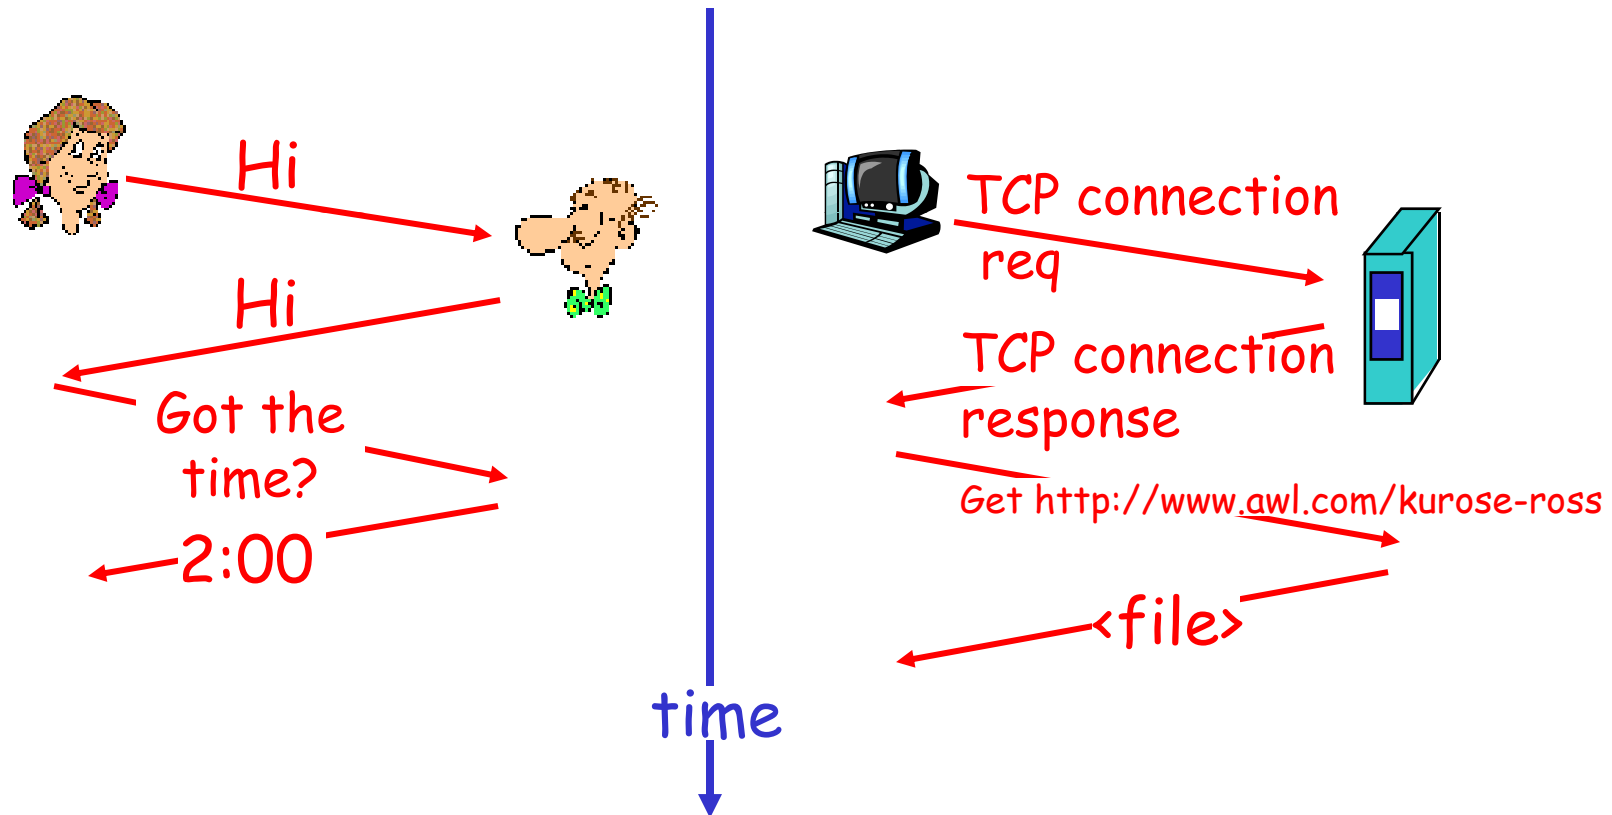 Hi
Hi
Got the
time?
2:00
TCP connection
req
TCP connection
response
Get http://www.awl.com/kurose-ross
<file>
time